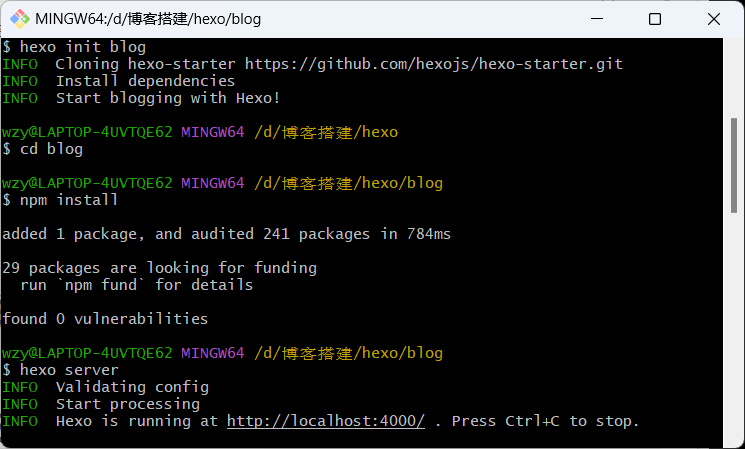 MINGW64:/d/博客搭建/hexo/blog
$ hexo init blog
INFO  Cloning hexo-starter https://github.com/hexojs/hexo-starter.git
INFO  Install dependencies
INFO  Start blogging with Hexo!
wzy@LAPTOP-4UVTQE62 MINGW64 /d/博客搭建/hexo
$ cd blog
wzy@LAPTOP-4UVTQE62 MINGW64 /d/博客搭建/hexo/blog
$ npm install
added 1 package, and audited 241 packages in 784ms
29 packages are looking for funding
  run `npm fund` for details
found 0 vulnerabilities
wzy@LAPTOP-4UVTQE62 MINGW64 /d/博客搭建/hexo/blog
$ hexo server
INFO  Validating config
INFO  Start processing
INFO  Hexo is running at http://localhost:4000/ . Press Ctrl+C to stop.